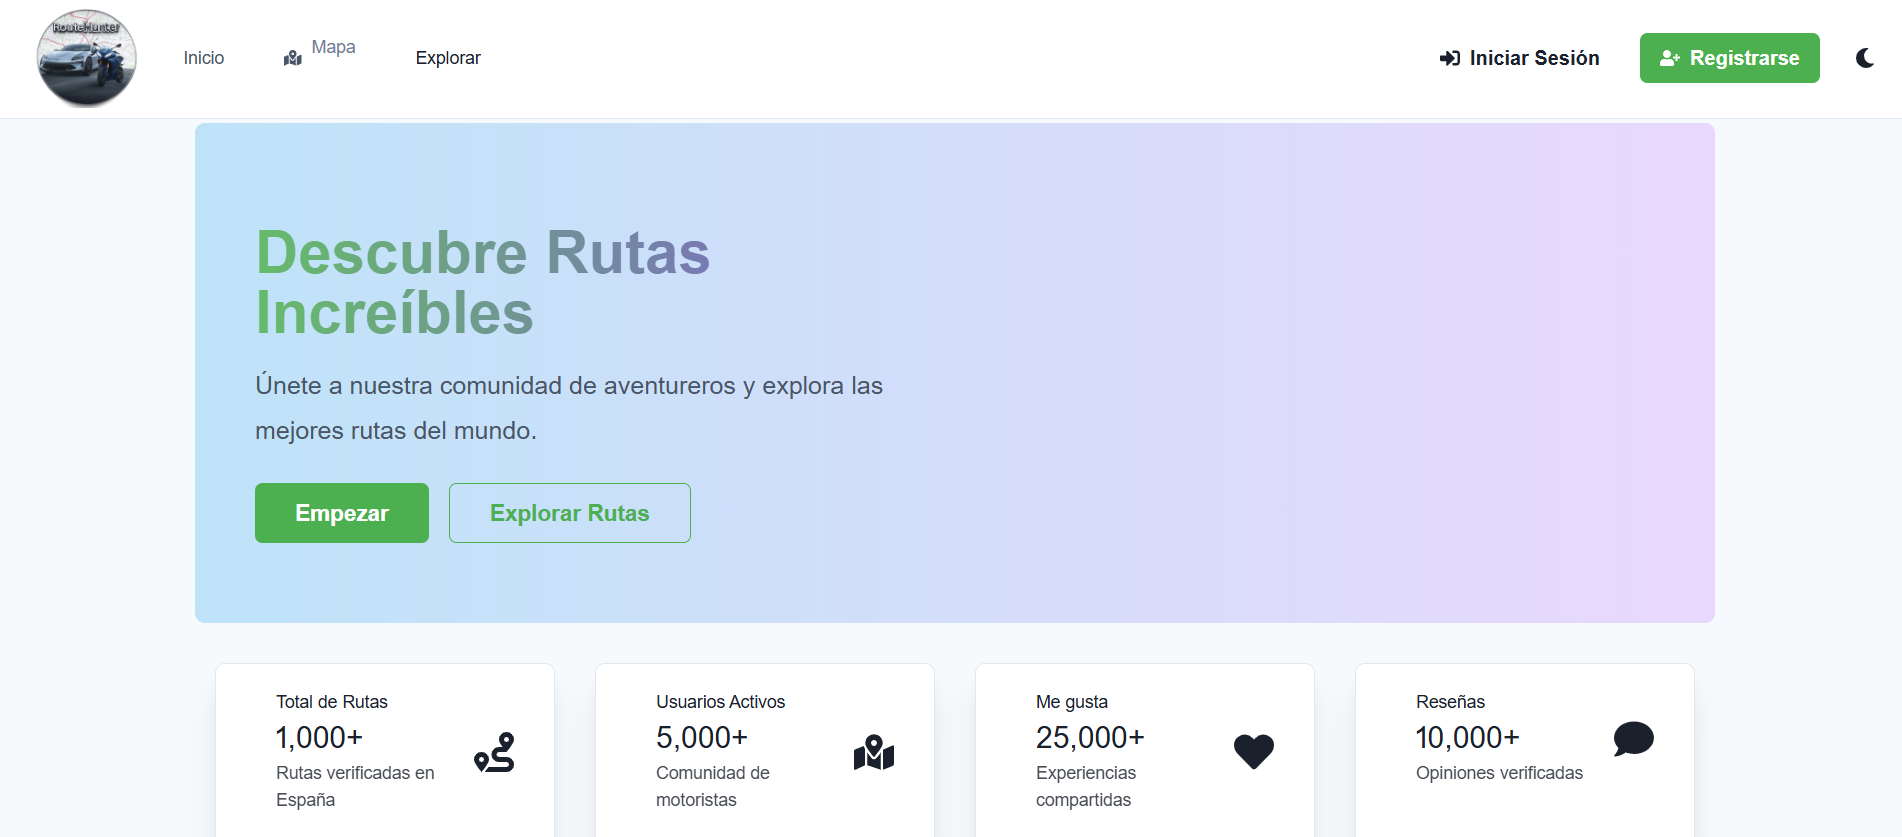 RouteHunter
Inicio
Mapa
Explorar
Iniciar Sesión
Registrarse
Descubre Rutas
Increíbles
Únete a nuestra comunidad de aventureros y explora las
mejores rutas del mundo.
Empezar
Explorar Rutas
Total de Rutas
1,000+
Rutas verificadas en
España
Usuarios Activos
5,000+
Comunidad de
motoristas
Me gusta
25,000+
Experiencias
compartidas
Reseñas
10,000+
Opiniones verificadas